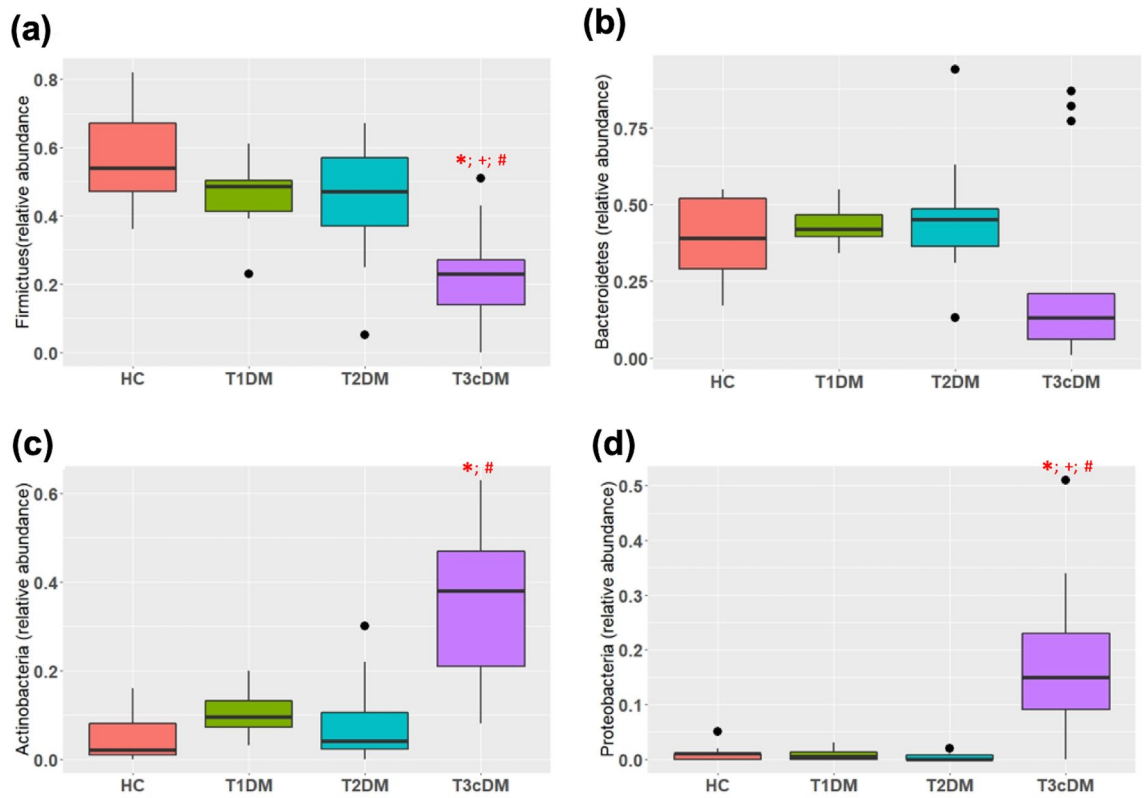 (a)
Firmictues(relative abundance
0.8
0.6
0.4
0.2
0.0
*; +; #
HC T1DM T2DM T3cDM
(b)
Bacteroidetes (relative abundance)
0.75
0.50
0.25
0.00
HC T1DM T2DM T3cDM
(c)
Actinobacteria (relative abundance)
0.6
0.4
0.2
0.0
*; #
HC T1DM T2DM T3cDM
(d)
Proteobacteria (relative abundance)
0.5
0.4
0.3
0.2
0.1
0.0
*; +; #
HC T1DM T2DM T3cDM